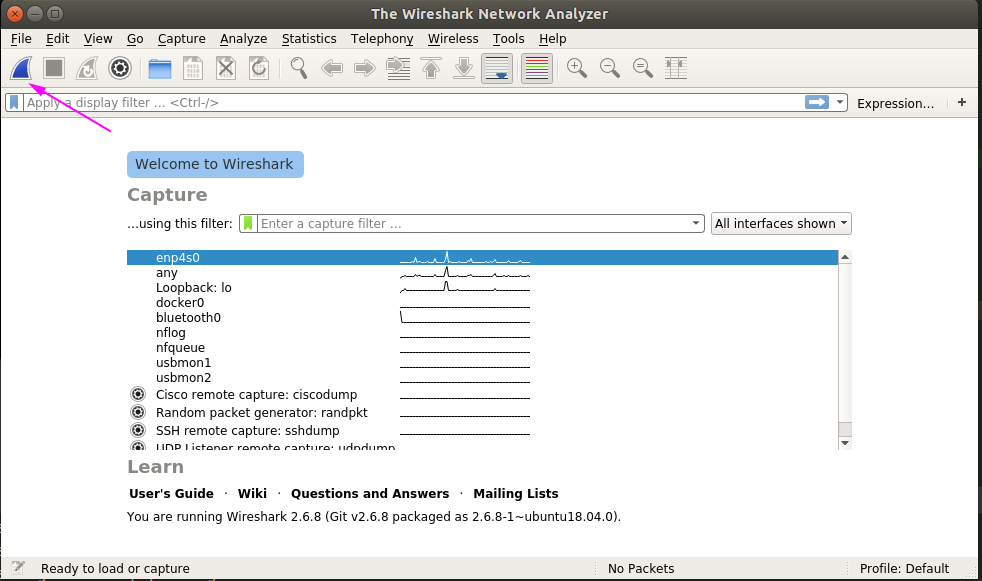 The Wireshark Network Analyzer
File Edit View Go Capture Analyze Statistics Telephony Wireless Tools Help
Apply a display filter ... <Ctrl-/> Expression... +
Welcome to Wireshark
Capture
...using this filter: Enter a capture filter ... All interfaces shown
enp4s0
any
Loopback: lo
docker0
bluetooth0
nflog
nfqueue
usbmon1
usbmon2
Cisco remote capture: ciscodump
Random packet generator: randpkt
SSH remote capture: sshdump
UDP Listener remote capture: udpdump
Learn
User's Guide · Wiki · Questions and Answers · Mailing Lists
You are running Wireshark 2.6.8 (Git v2.6.8 packaged as 2.6.8-1~ubuntu18.04.0).
Ready to load or capture No Packets Profile: Default